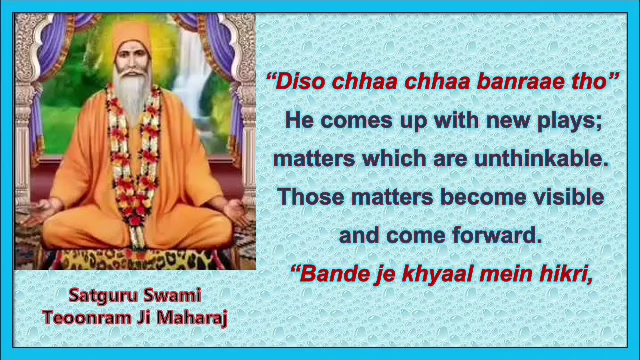 “Diso chhaa chhaa banraae tho”
He comes up with new plays;
matters which are unthinkable.
Those matters become visible
and come forward.
“Bande je khyaal mein hikri,
Satguru Swami
Teoonram Ji Maharaj